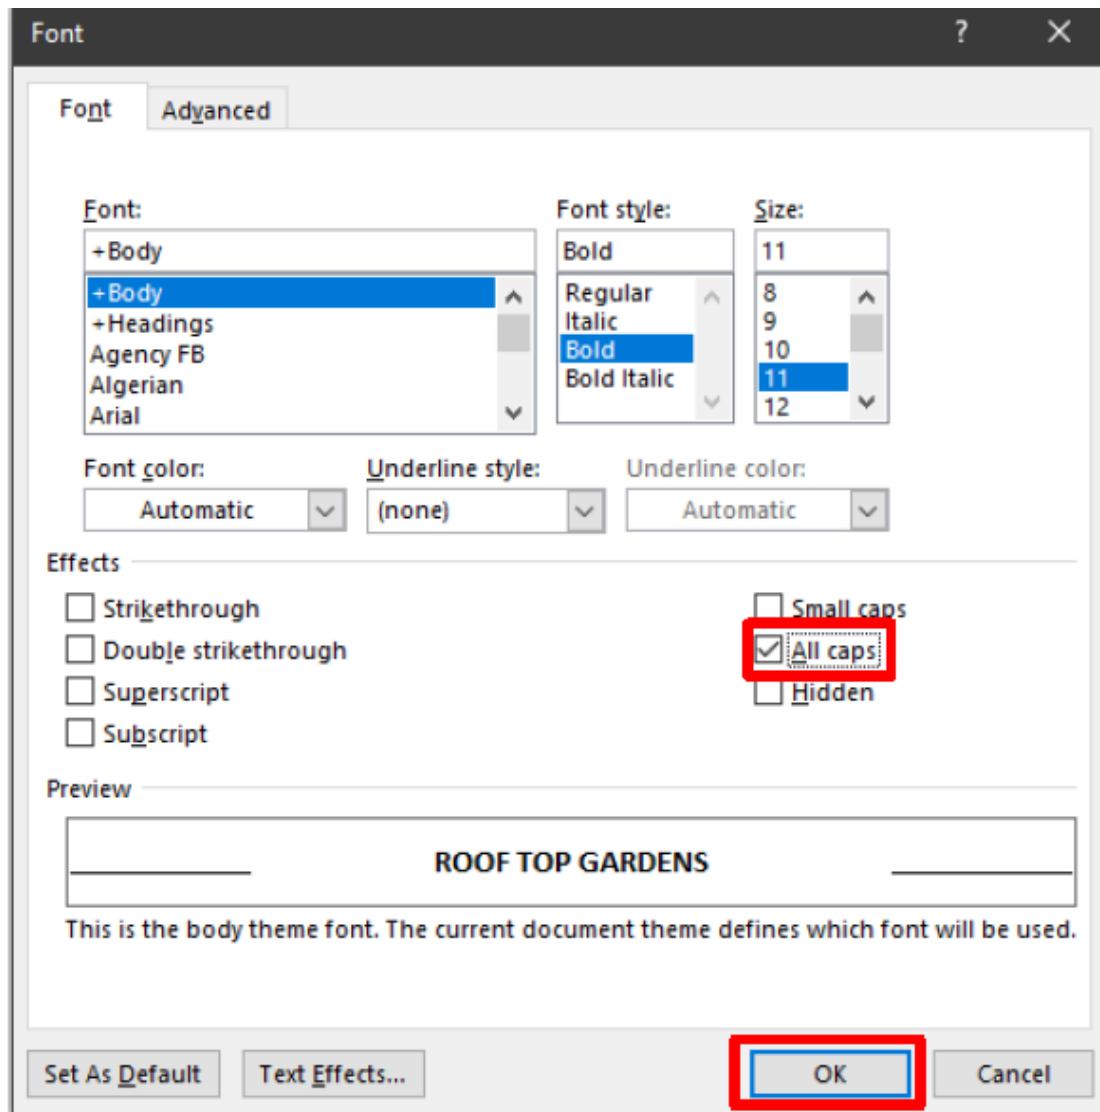 Font ?
Font Advanced
Font: Font style: Size:
+Body Bold 11
+Body Regular 8
+Headings Italic 9
Agency FB Bold 10
Algerian Bold Italic 11
Arial 12
Font color: Underline style: Underline color:
Automatic (none) Automatic
Effects
Strikethrough Small caps
Double strikethrough All caps
Superscript Hidden
Subscript
Preview
ROOF TOP GARDENS
This is the body theme font. The current document theme defines which font will be used.
Set As Default Text Effects... OK Cancel